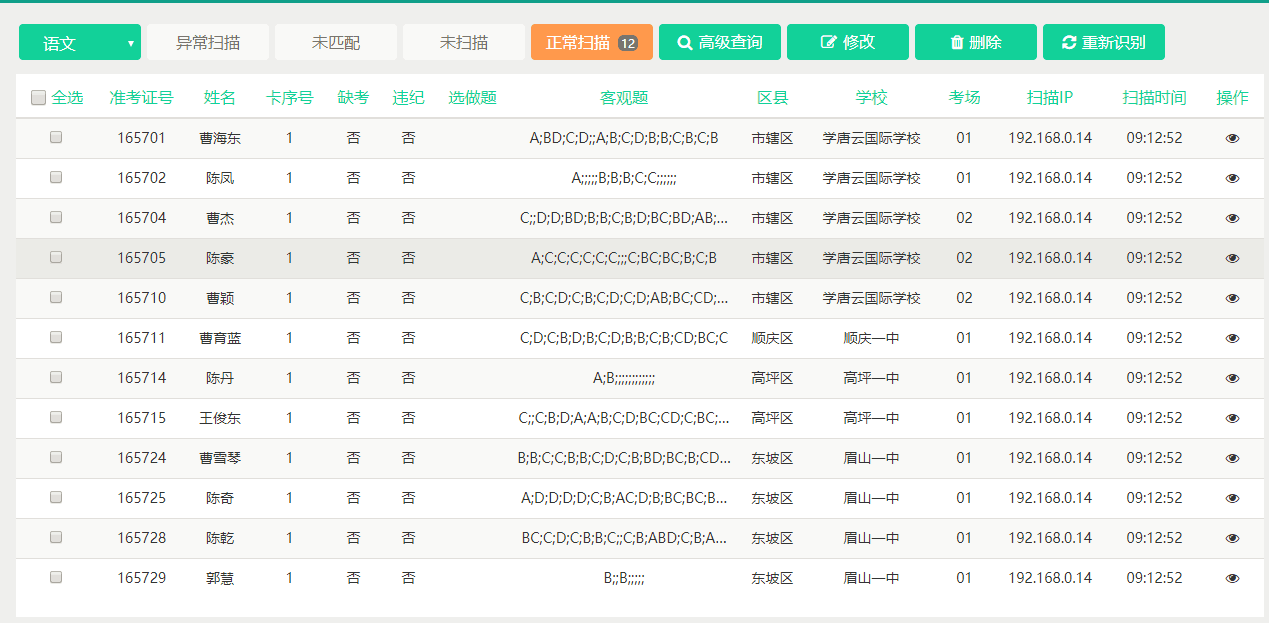 语文 异常扫描 未匹配 未扫描 正常扫描 12 高级查询 修改 删除 重新识别
全选 准考证号 姓名 卡序号 缺考 违纪 选做题 客观题 区县 学校 考场 扫描IP 扫描时间 操作
165701 曹海东 1 否 否 A;BD;C;D;;A;B;C;D;B;B;C;B;C;B 市辖区 学唐云国际学校 01 192.168.0.14 09:12:52
165702 陈凤 1 否 否 A;;;;;B;B;B;C;C;;;;;; 市辖区 学唐云国际学校 01 192.168.0.14 09:12:52
165704 曹杰 1 否 否 C;;D;D;BD;B;B;C;B;D;BC;BD;AB;... 市辖区 学唐云国际学校 02 192.168.0.14 09:12:52
165705 陈豪 1 否 否 A;C;C;C;C;C;C;;;C;BC;BC;B;C;B 市辖区 学唐云国际学校 02 192.168.0.14 09:12:52
165710 曹颖 1 否 否 C;B;C;D;C;B;C;D;C;D;AB;BC;CD;... 市辖区 学唐云国际学校 02 192.168.0.14 09:12:52
165711 曹育蓝 1 否 否 C;D;C;B;D;B;C;D;B;B;C;B;CD;BC;C 顺庆区 顺庆一中 01 192.168.0.14 09:12:52
165714 陈丹 1 否 否 A;B;;;;;;;;;;;;; 高坪区 高坪一中 01 192.168.0.14 09:12:52
165715 王俊东 1 否 否 C;;C;B;D;A;A;B;C;D;BC;CD;C;BC;... 高坪区 高坪一中 01 192.168.0.14 09:12:52
165724 曹雪琴 1 否 否 B;B;C;C;B;B;C;D;C;B;BD;BC;B;CD... 东坡区 眉山一中 01 192.168.0.14 09:12:52
165725 陈奇 1 否 否 A;D;D;D;D;C;B;AC;D;B;BC;BC;B... 东坡区 眉山一中 01 192.168.0.14 09:12:52
165728 陈乾 1 否 否 BC;C;D;C;B;B;C;;C;B;ABD;C;B;A... 东坡区 眉山一中 01 192.168.0.14 09:12:52
165729 郭慧 1 否 否 B;;B;;;;; 东坡区 眉山一中 01 192.168.0.14 09:12:52